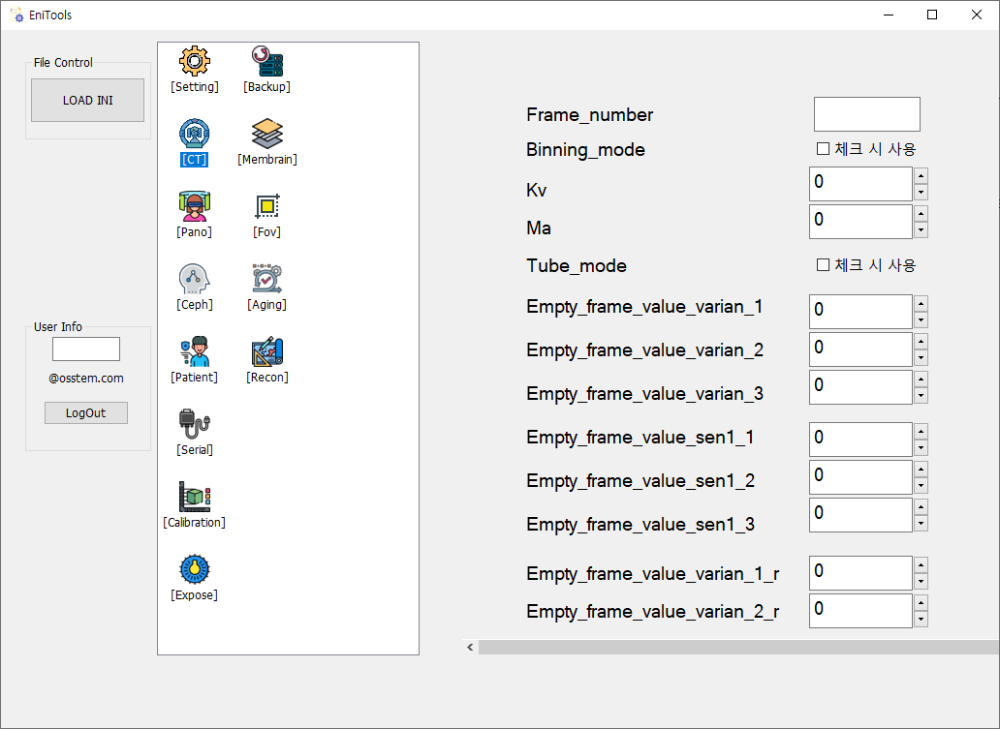 EniTools
File Control
LOAD INI
User Info
@osstem.com
LogOut
[Setting] [Backup]
[CT] [Membrain]
[Pano] [Fov]
[Ceph] [Aging]
[Patient] [Recon]
[Serial]
[Calibration]
[Expose]
Frame_number
Binning_mode 체크 시 사용
Kv 0
Ma 0
Tube_mode 체크 시 사용
Empty_frame_value_varian_1 0
Empty_frame_value_varian_2 0
Empty_frame_value_varian_3 0
Empty_frame_value_sen1_1 0
Empty_frame_value_sen1_2 0
Empty_frame_value_sen1_3 0
Empty_frame_value_varian_1_r 0
Empty_frame_value_varian_2_r 0